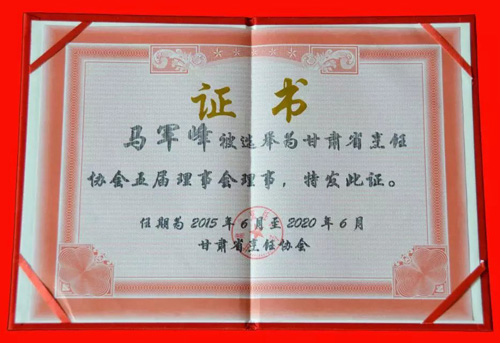 证书
马军峰被选举为甘肃省烹饪
协会五届理事会理事，特发此证。
任期为2015年6月至2020年6月
甘肃省烹饪协会